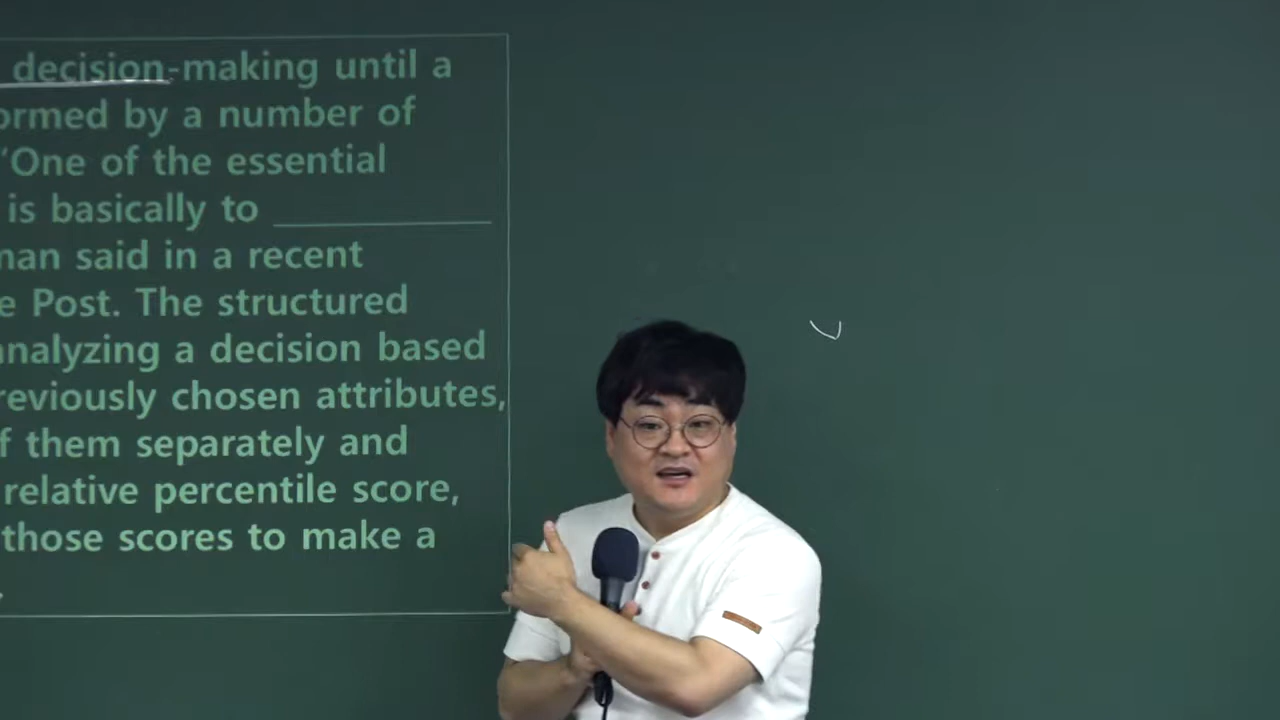 decision-making until a
ormed by a number of
"One of the essential
is basically to ____________
man said in a recent
e Post. The structured
analyzing a decision based
reviously chosen attributes,
f them separately and
relative percentile score,
those scores to make a